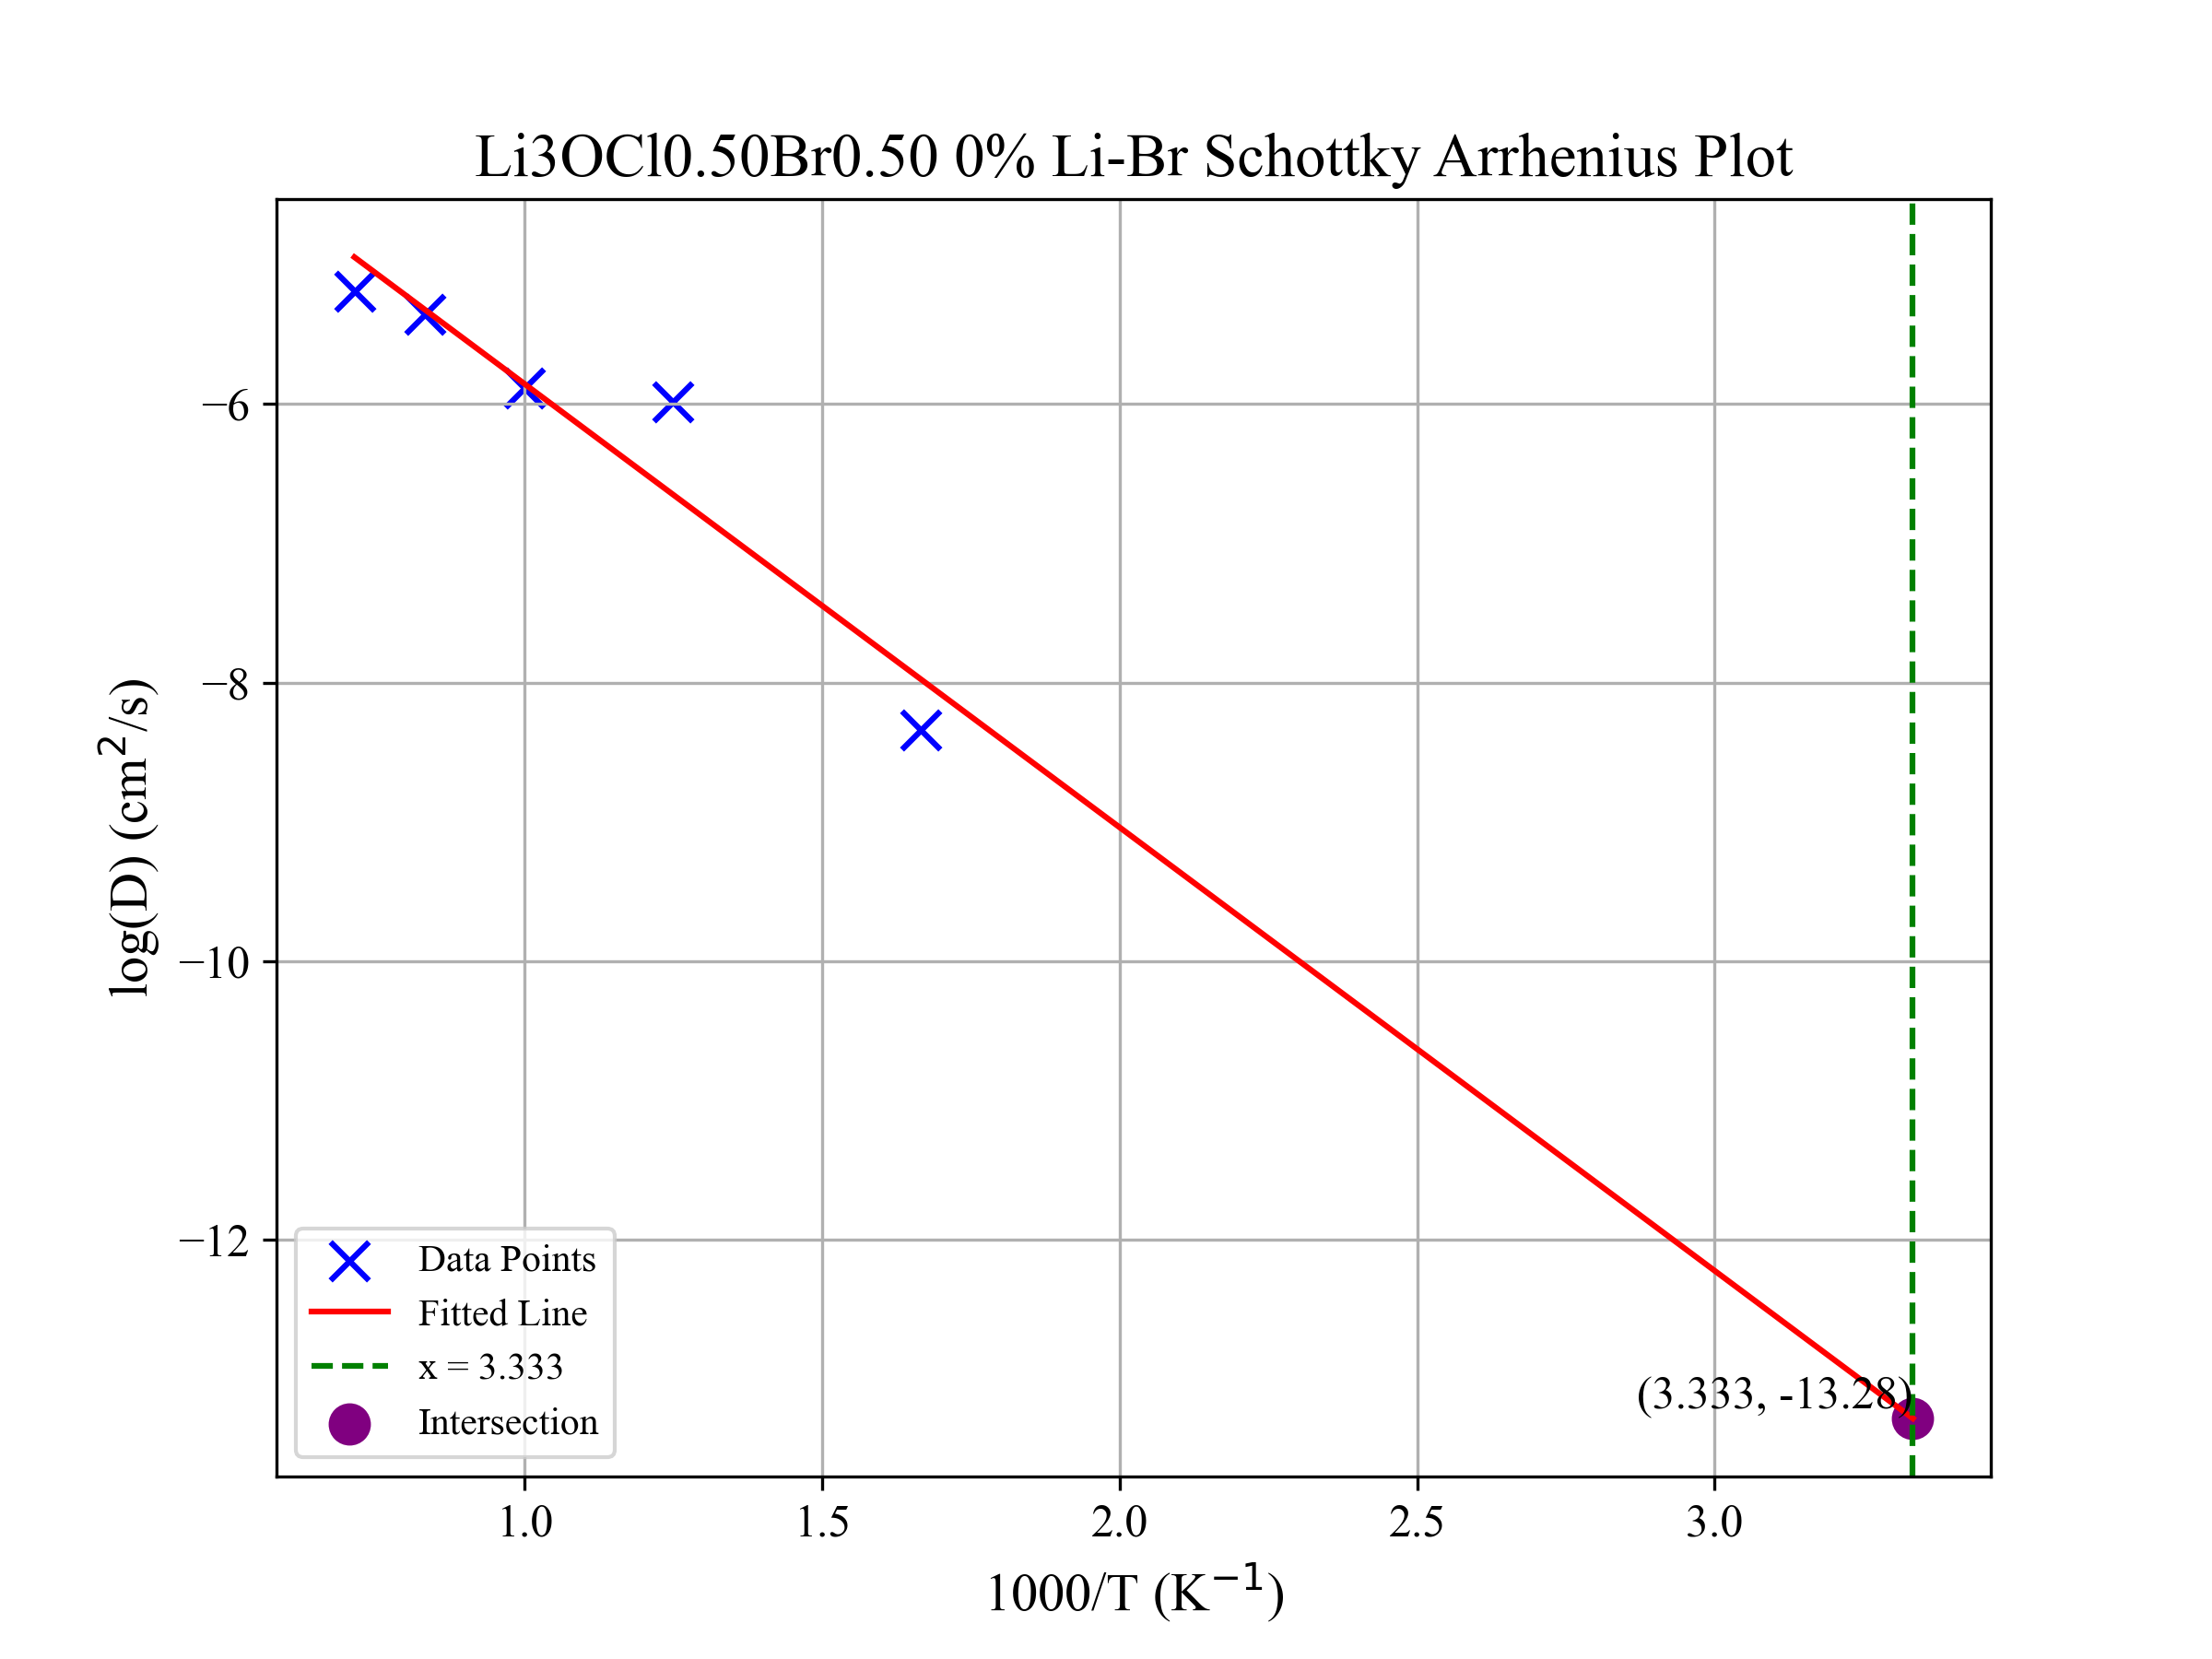 Li3OCl0.50Br0.50 0% Li-Br Schottky Arrhenius Plot
log(D) (cm²/s)
−6
−8
−10
−12
Data Points
Fitted Line
x = 3.333
Intersection
(3.333, -13.28)
1.0 1.5 2.0 2.5 3.0
1000/T (K⁻¹)